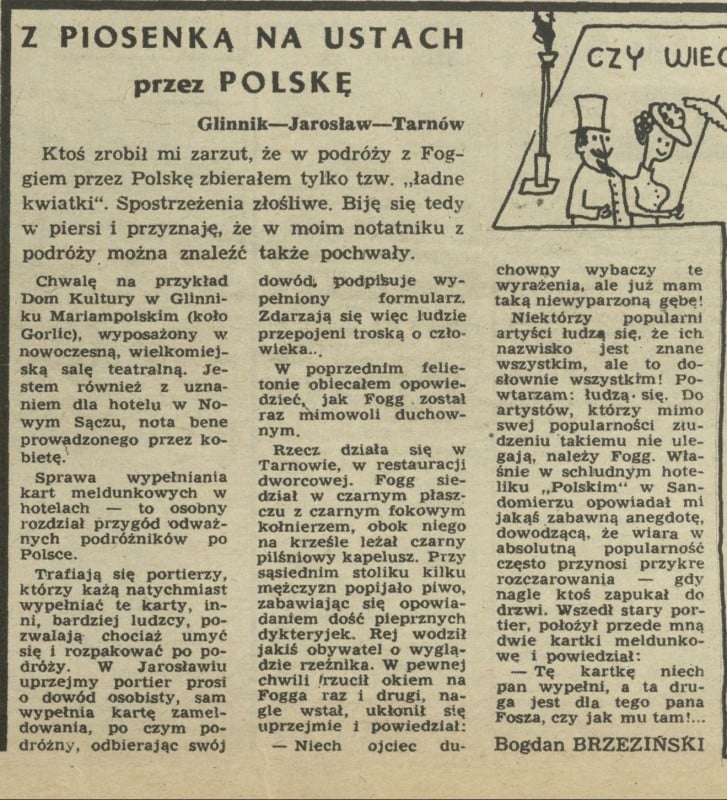 Z PIOSENKĄ NA USTACH
przez POLSKĘ
Glinnik—Jarosław—Tarnów
Ktoś zrobił mi zarzut, że w podróży z Fog-
giem przez Polskę zbierałem tylko tzw. „ładne
kwiatki". Spostrzeżenia złośliwe. Biję się tedy
w piersi i przyznaję, że w moim notatniku z
podróży można znaleźć także pochwały.
Chwalę na przykład
Dom Kultury w Glinni-
ku Mariampolskim (koło
Gorlic), wyposażony w
nowoczesną, wielkomiej-
ską salę teatralną. Je-
stem również z uzna-
niem dla hotelu w No-
wym Sączu, nota bene
prowadzonego przez ko-
bietę.
Sprawa wypełniania
kart meldunkowych w
hotelach — to osobny
rozdział przygód odważ-
nych podróżników po
Polsce.
Trafiają się portierzy,
którzy każą natychmiast
wypełniać te karty, in-
ni, bardziej ludzcy, po-
zwalają chociaż umyć
się i rozpakować po po-
dróży. W Jarosławiu
uprzejmy portier prosi
o dowód osobisty, sam
wypełnia kartę zamel-
dowania, po czym po-
dróżny, odbierając swój
dowód, podpisuje wy-
pełniony formularz.
Zdarzają się więc ludzie
przepojeni troską o czło-
wieka...
W poprzednim felie-
tonie obiecałem opowie-
dzieć, jak Fogg został
raz mimowoli duchow-
nym.
Rzecz działa się w
Tarnowie, w restauracji
dworcowej. Fogg sie-
dział w czarnym płasz-
czu z czarnym fokowym
kołnierzem, obok niego
na krześle leżał czarny
pilśniowy kapelusz. Przy
sąsiednim stoliku kilku
mężczyzn popijało piwo,
zabawiając się opowia-
daniem dość pieprznych
dykteryjek. Rej wodził
jakiś obywatel o wyglą-
dzie rzeźnika. W pewnej
chwili rzucił okiem na
Fogga raz i drugi, na-
gle wstał, ukłonił się
uprzejmie i powiedział:
— Niech ojciec du-
CZY WIEC
chowny wybaczy te
wyrażenia, ale już mam
taką niewyparzoną gębę!
Niektórzy popularni
artyści łudzą się, że ich
nazwisko jest znane
wszystkim, ale to do-
słownie wszystkim! Po-
wtarzam: łudzą się. Do
artystów, którzy mimo
swej popularności złu-
dzeniu takiemu nie ule-
gają, należy Fogg. Wła-
śnie w schludnym hote-
liku „Polskim" w San-
domierzu opowiadał mi
jakąś zabawną anegdotę,
dowodzącą, że wiara w
absolutną popularność
często przynosi przykre
rozczarowania — gdy
nagle ktoś zapukał do
drzwi. Wszedł stary por-
tier, położył przede mną
dwie kartki meldunko-
we i powiedział:
— Tę kartkę niech
pan wypełni, a ta dru-
ga jest dla tego pana
Fosza, czy jak mu tam!...
Bogdan BRZEZIŃSKI